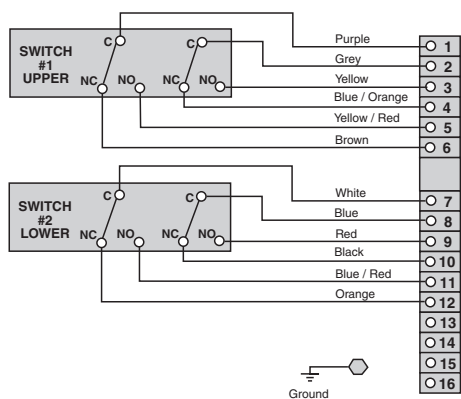 SWITCH
#1
UPPER
C
C
NC
NO
NC
NO
Purple
1
Grey
2
Yellow
3
Blue / Orange
4
Yellow / Red
5
Brown
6
SWITCH
#2
LOWER
C
C
NC
NO
NC
NO
White
7
Blue
8
Red
9
Black
10
Blue / Red
11
Orange
12
13
14
15
16
Ground